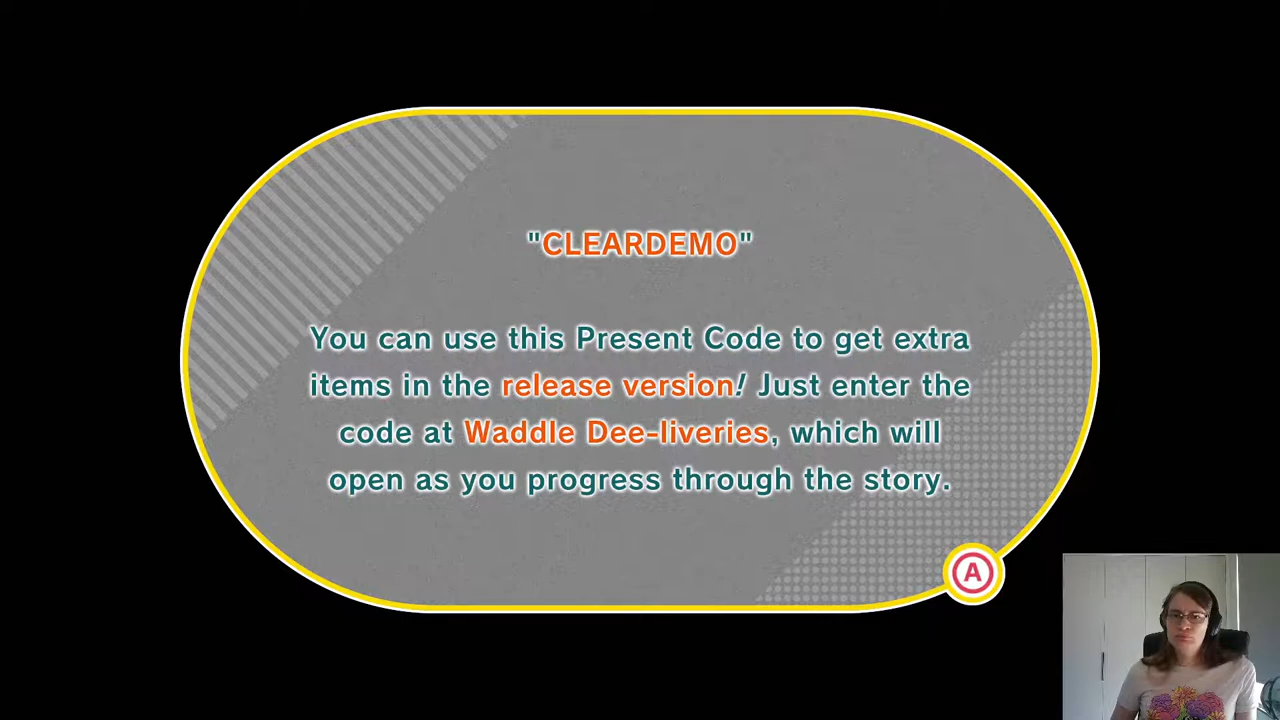 "CLEARDEMO"
You can use this Present Code to get extra
items in the release version! Just enter the
code at Waddle Dee-liveries, which will
open as you progress through the story.
A